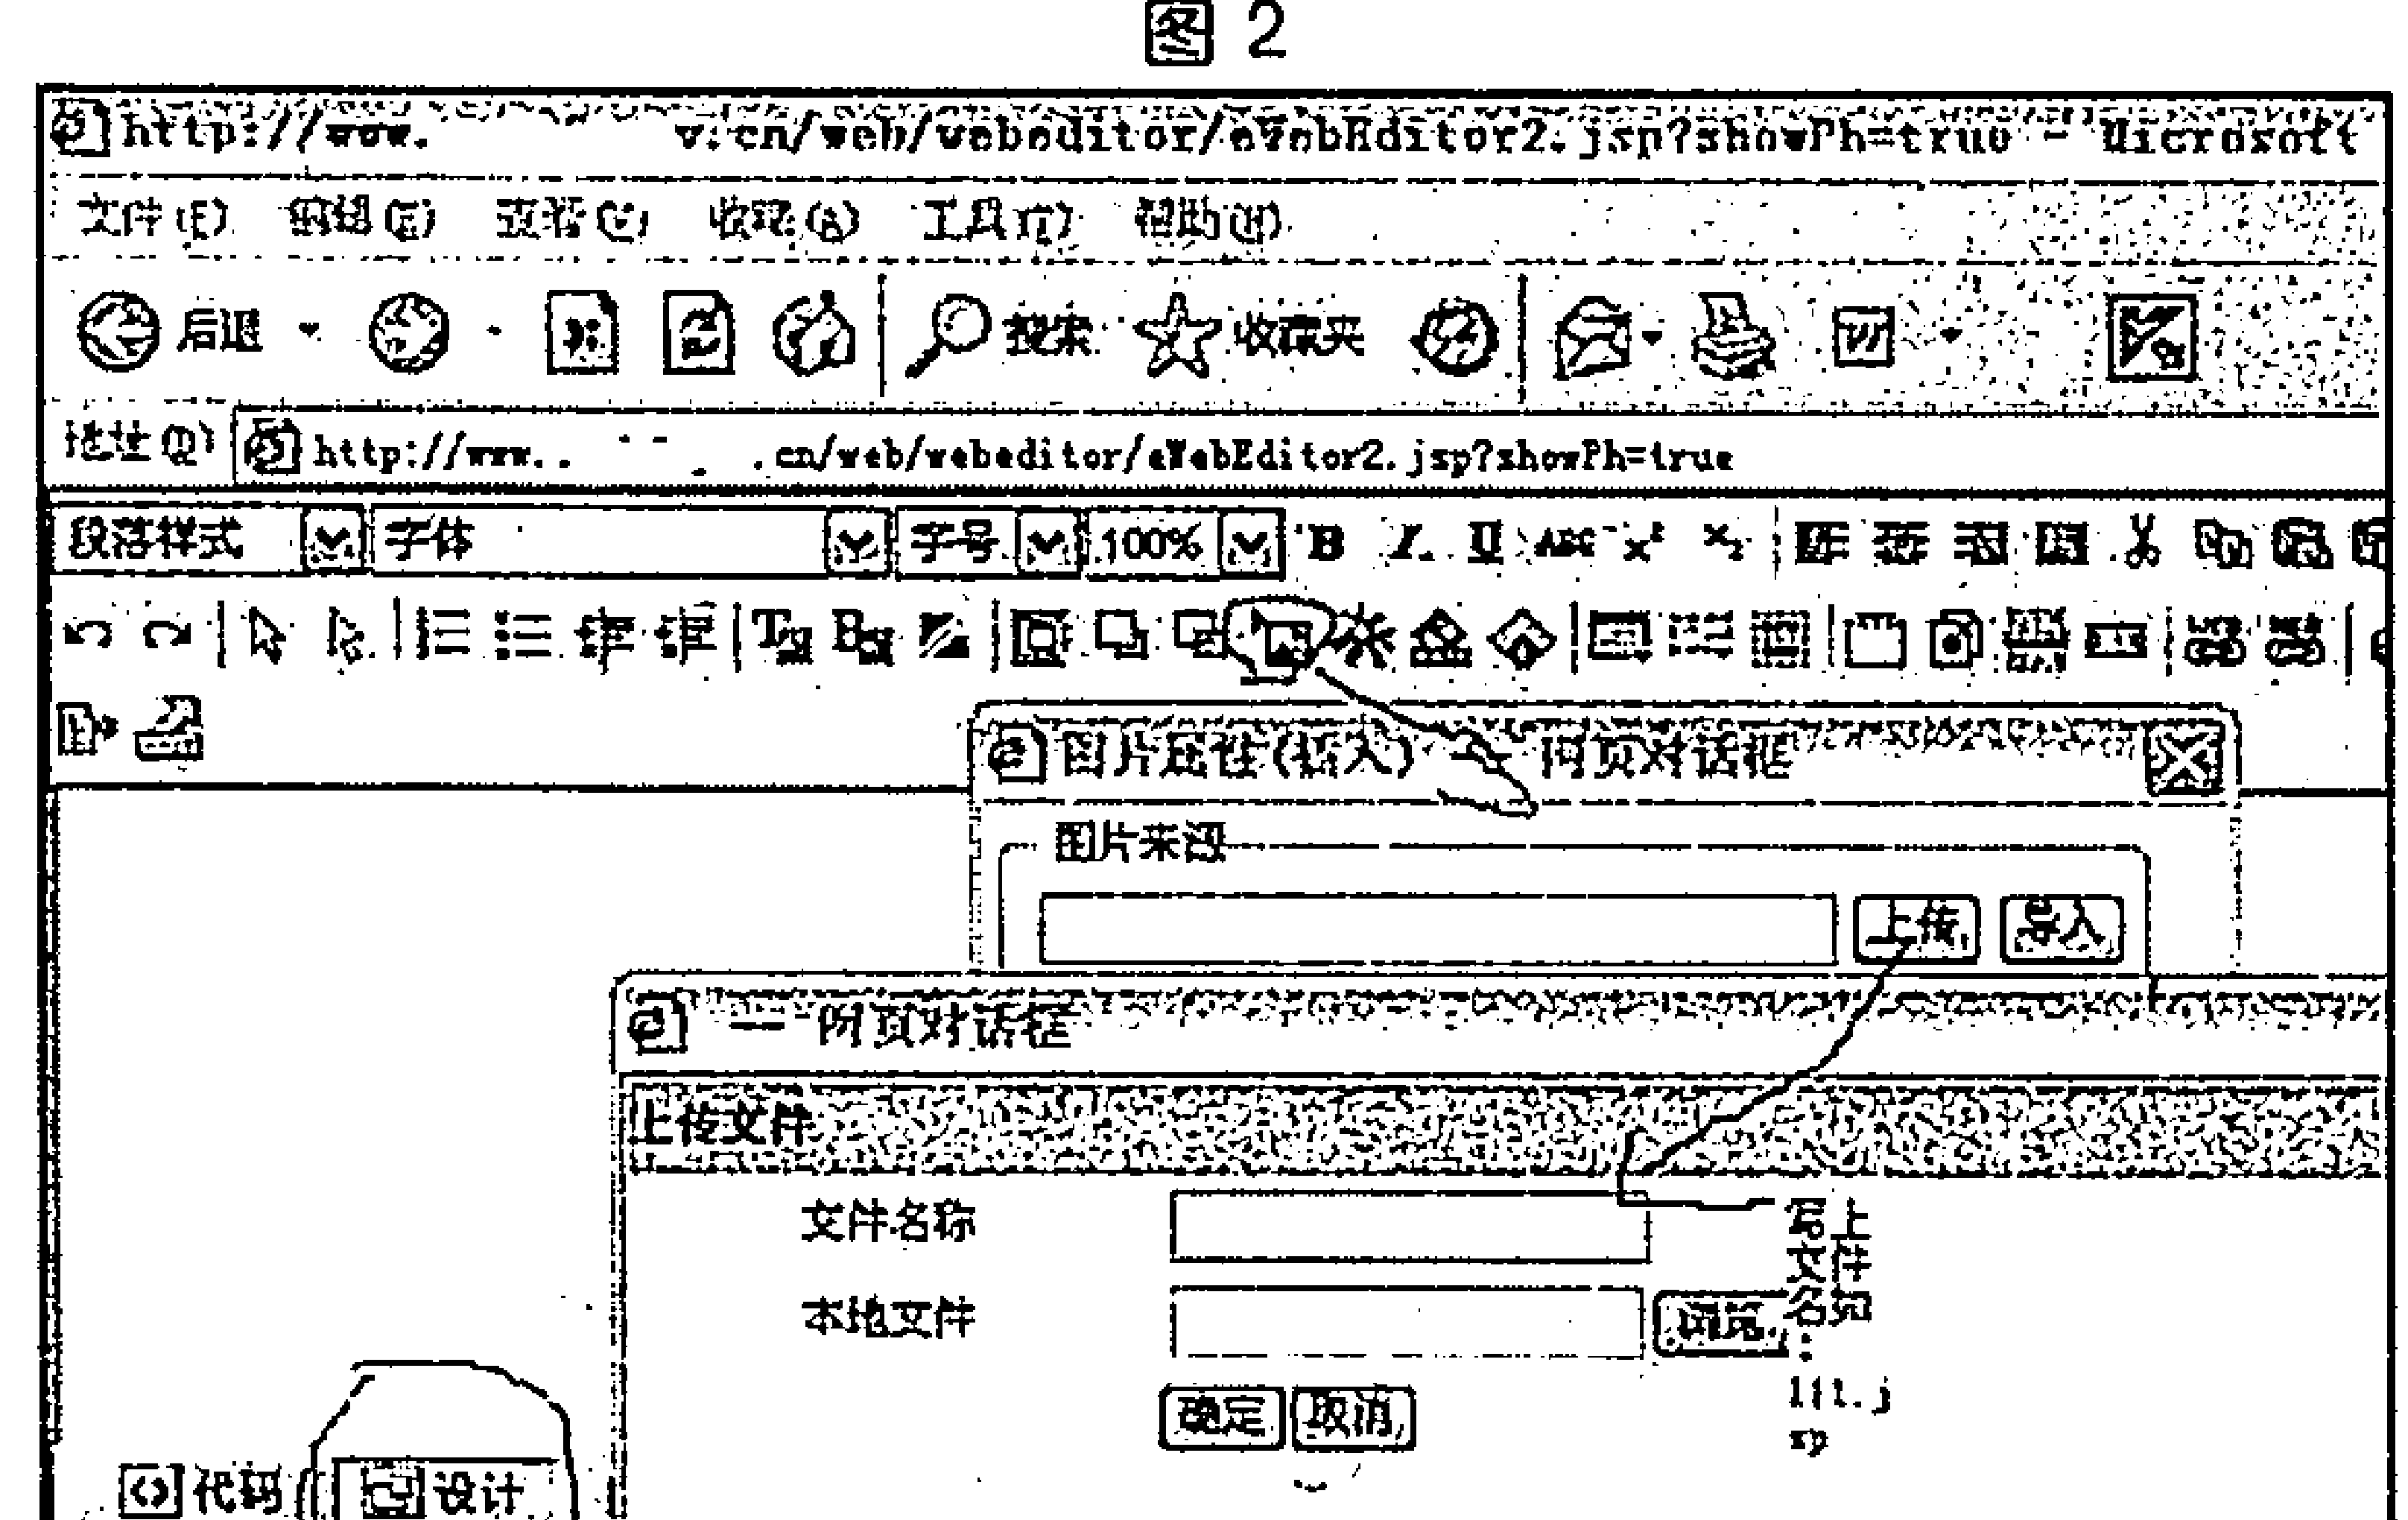 图 2
http://www. v.cn/web/webeditor/eWebEditor2.jsp?showPh=true - Microsoft
文件(F) 编辑(E) 查看(V) 收藏(A) 工具(T) 帮助(H)
后退 搜索 收藏夹
地址(D) http://www.. .cn/web/webeditor/eWebEditor2.jsp?showPh=true
段落样式 字体 字号 100% B I U ABC x² x₂
图片属性(插入) -- 网页对话框
图片来源
上传 导入
-- 网页对话框
上传文件
文件名称
写上
文件
名如
:
本地文件 浏览.
确定 取消
sp
代码 设计